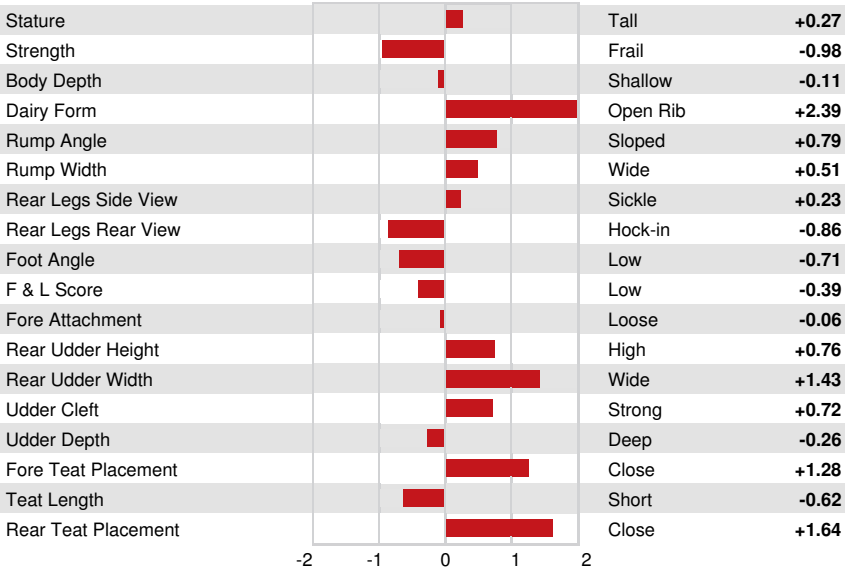 Stature Tall +0.27
Strength Frail -0.98
Body Depth Shallow -0.11
Dairy Form Open Rib +2.39
Rump Angle Sloped +0.79
Rump Width Wide +0.51
Rear Legs Side View Sickle +0.23
Rear Legs Rear View Hock-in -0.86
Foot Angle Low -0.71
F & L Score Low -0.39
Fore Attachment Loose -0.06
Rear Udder Height High +0.76
Rear Udder Width Wide +1.43
Udder Cleft Strong +0.72
Udder Depth Deep -0.26
Fore Teat Placement Close +1.28
Teat Length Short -0.62
Rear Teat Placement Close +1.64
-2 -1 0 1 2